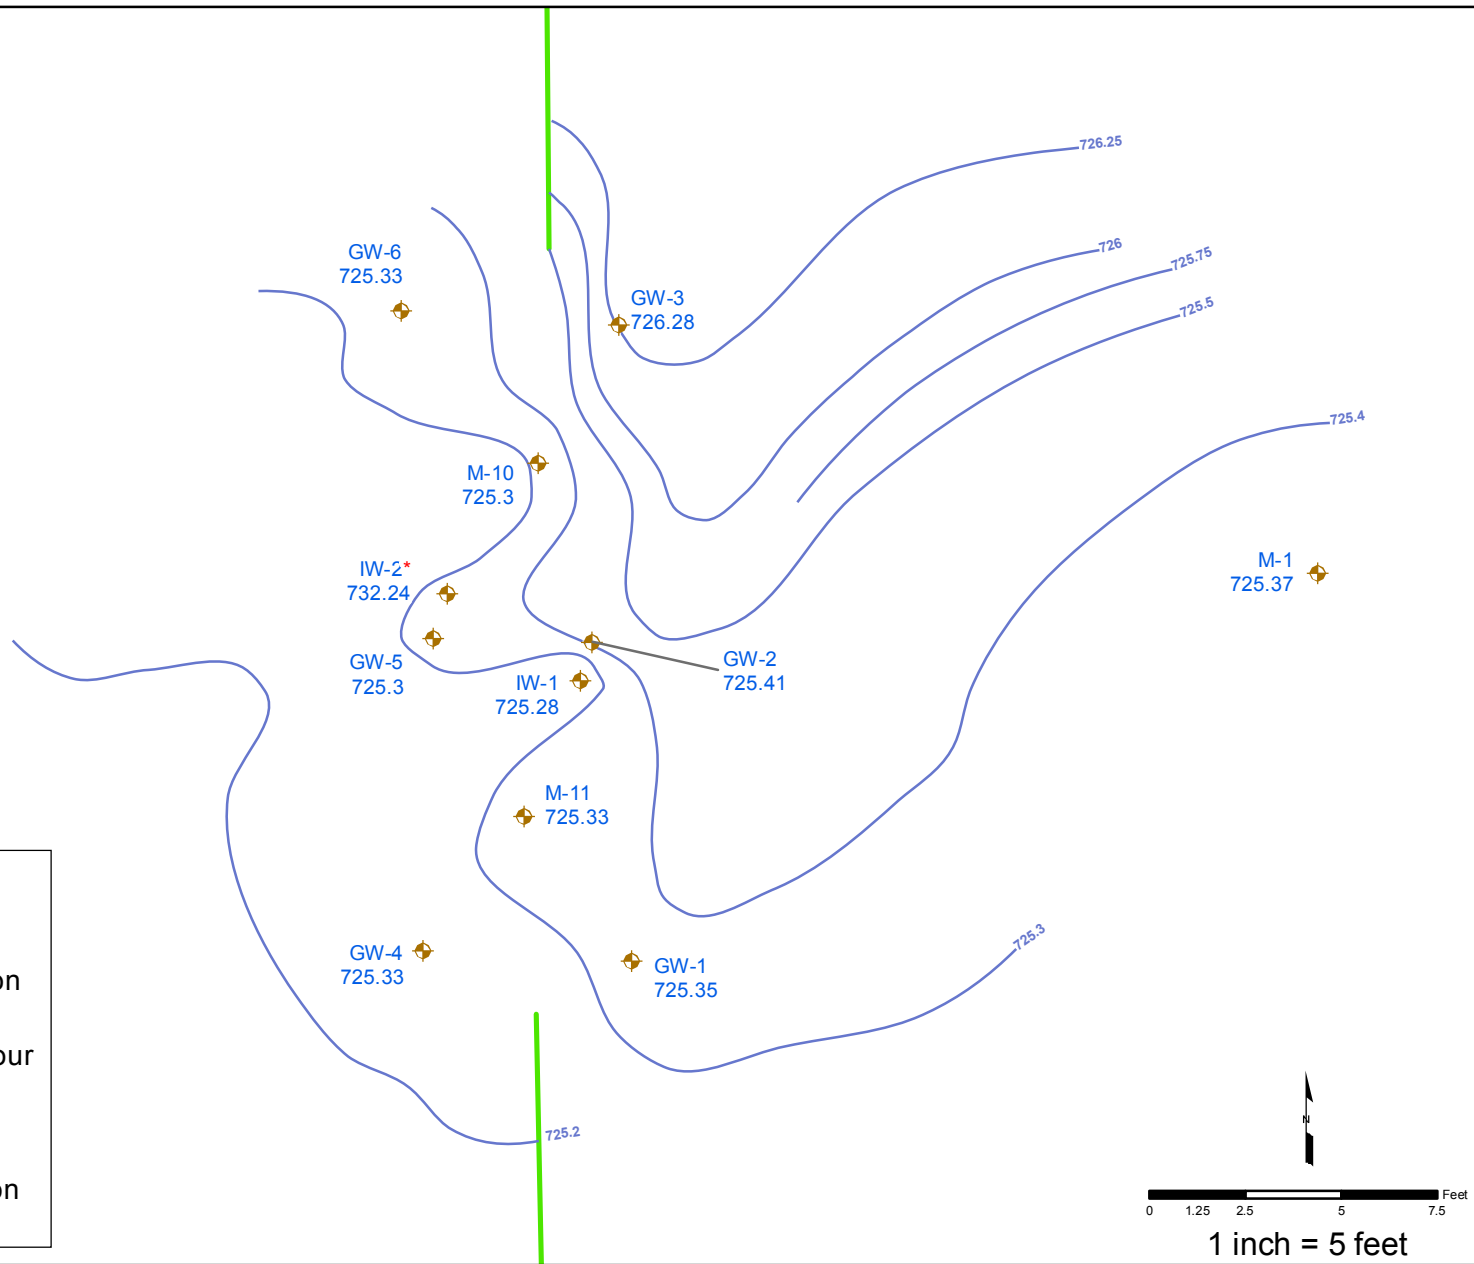 726.25
726
725.75
725.5
GW-6
725.33
GW-3
726.28
725.4
M-10
725.3
IW-2*
732.24
M-1
725.37
GW-5
725.3
GW-2
725.41
IW-1
725.28
M-11
725.33
GW-4
725.33
GW-1
725.35
725.3
on
our
on
725.2
N
Feet
0 1.25 2.5 5 7.5
1 inch = 5 feet